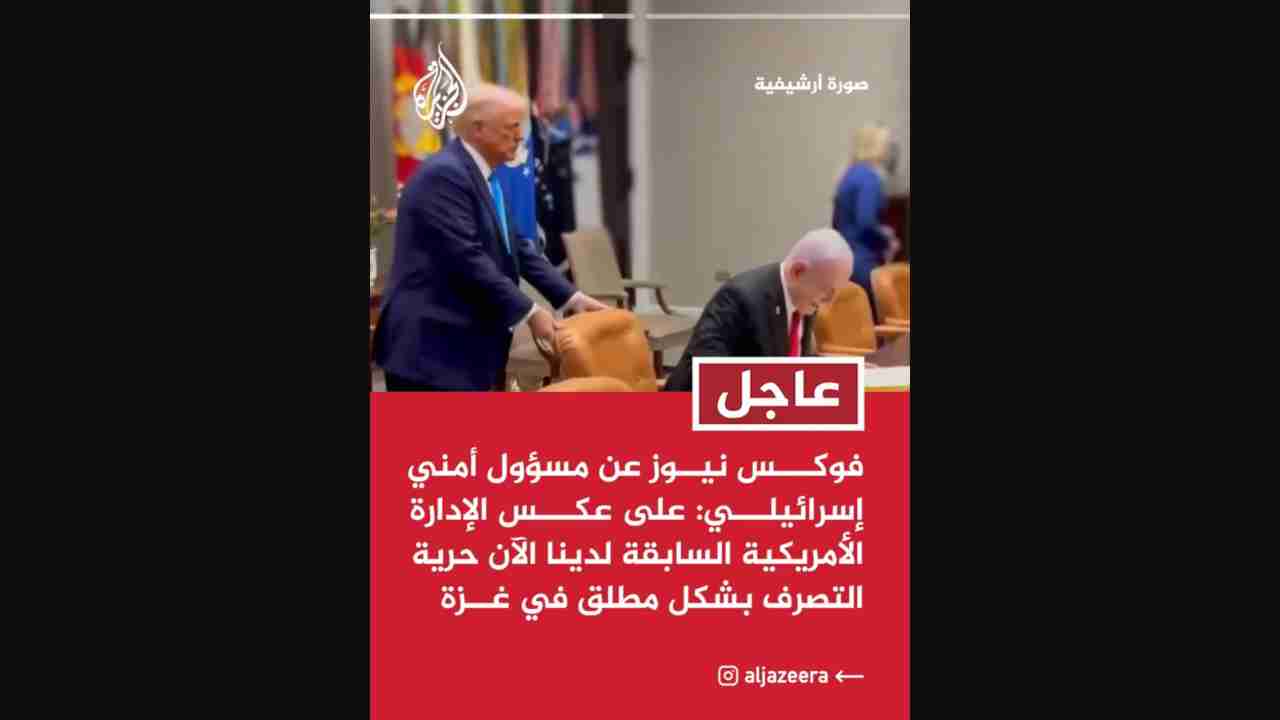 الجزيرة
صورة أرشيفية
عاجل
فوكس نيوز عن مسؤول أمني
إسرائيلي: على عكس الإدارة
الأمريكية السابقة لدينا الآن حرية
التصرف بشكل مطلق في غزة
aljazeera